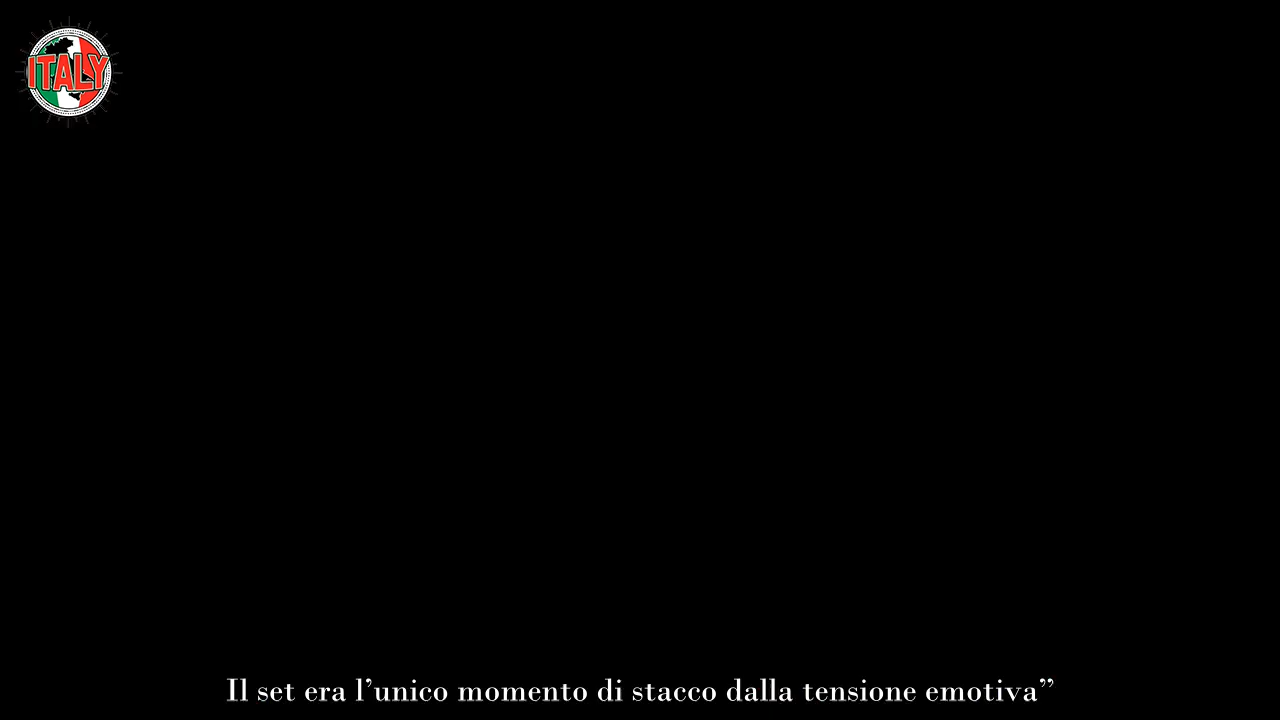 ITALY
Il set era l’unico momento di stacco dalla tensione emotiva”